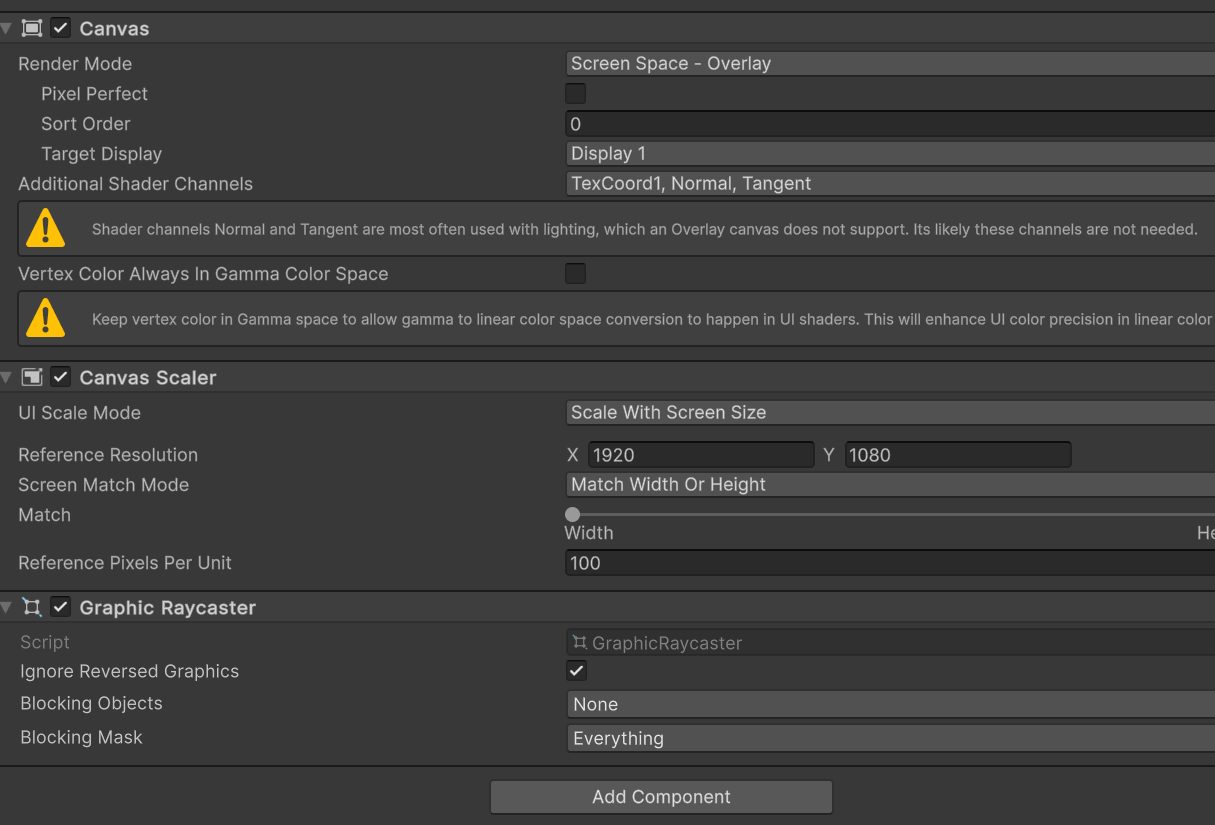 Canvas
Render Mode Screen Space - Overlay
Pixel Perfect
Sort Order 0
Target Display Display 1
Additional Shader Channels TexCoord1, Normal, Tangent
Shader channels Normal and Tangent are most often used with lighting, which an Overlay canvas does not support. Its likely these channels are not needed.
Vertex Color Always In Gamma Color Space
Keep vertex color in Gamma space to allow gamma to linear color space conversion to happen in UI shaders. This will enhance UI color precision in linear color
Canvas Scaler
UI Scale Mode Scale With Screen Size
Reference Resolution X 1920 Y 1080
Screen Match Mode Match Width Or Height
Match
Width He
Reference Pixels Per Unit 100
Graphic Raycaster
Script GraphicRaycaster
Ignore Reversed Graphics
Blocking Objects None
Blocking Mask Everything
Add Component